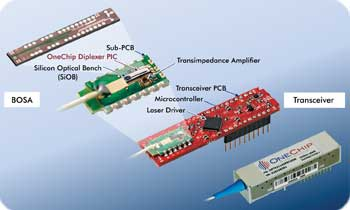 Sub-PCB
OneChip Diplexer PIC
Silicon Optical Bench
(SiOB)
Transimpedance Amplifier
BOSA
Transceiver PCB
Microcontroller
Laser Driver
Transceiver
ONECHIP